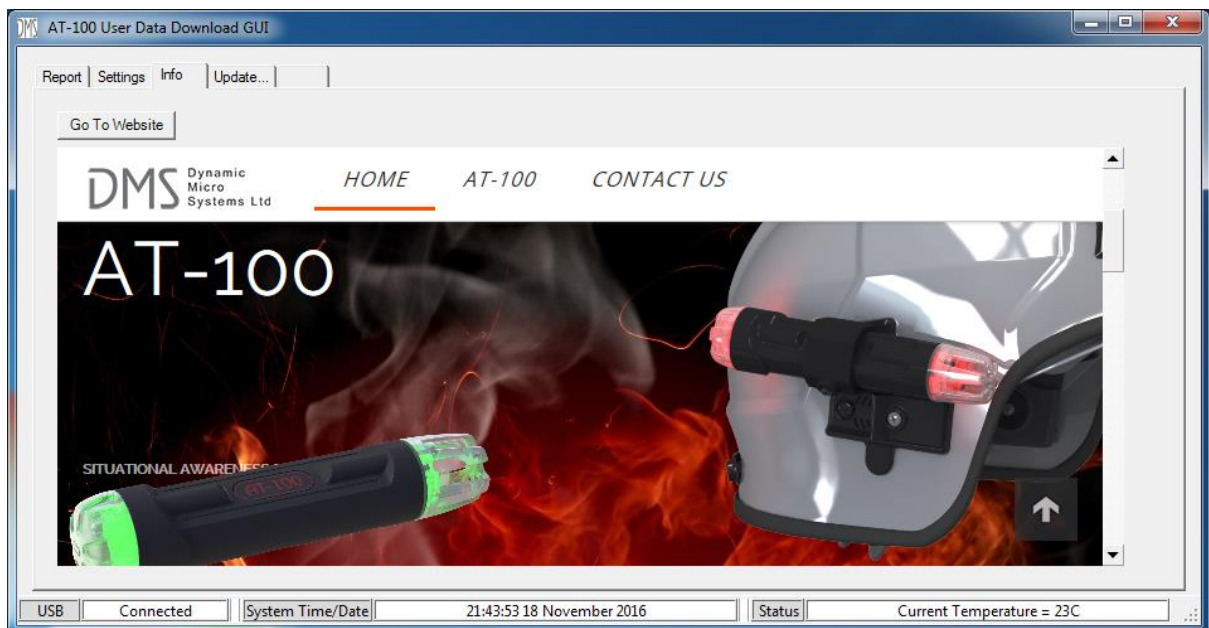 AT-100 User Data Download GUI
Report Settings Info Update...
Go To Website
DMS Dynamic Micro Systems Ltd
HOME AT-100 CONTACT US
AT-100
SITUATIONAL
AT-100
USB Connected System Time/Date 21:43:53 18 November 2016 Status Current Temperature = 23C